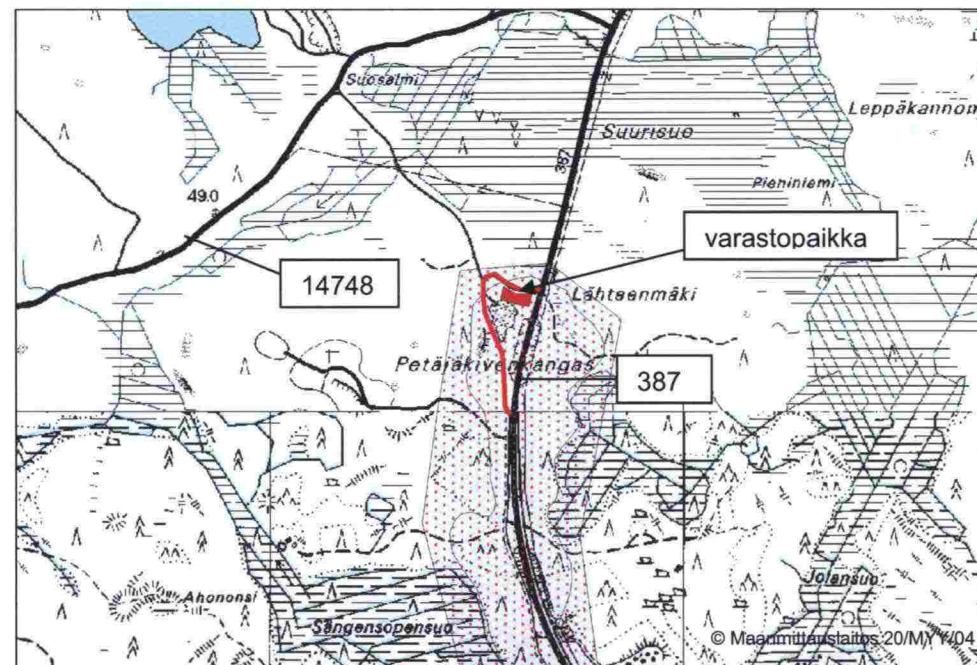 Suosalmi
Suurisuo
Leppäkannon
387
Pieniniemi
49.0
varastopaikka
14748
Lähteenmäki
Petäjäkivenkangas
387
Ahononsi
Sängensopensuo
Jolansuo
© Maanmittauslaitos 20/MYY/04